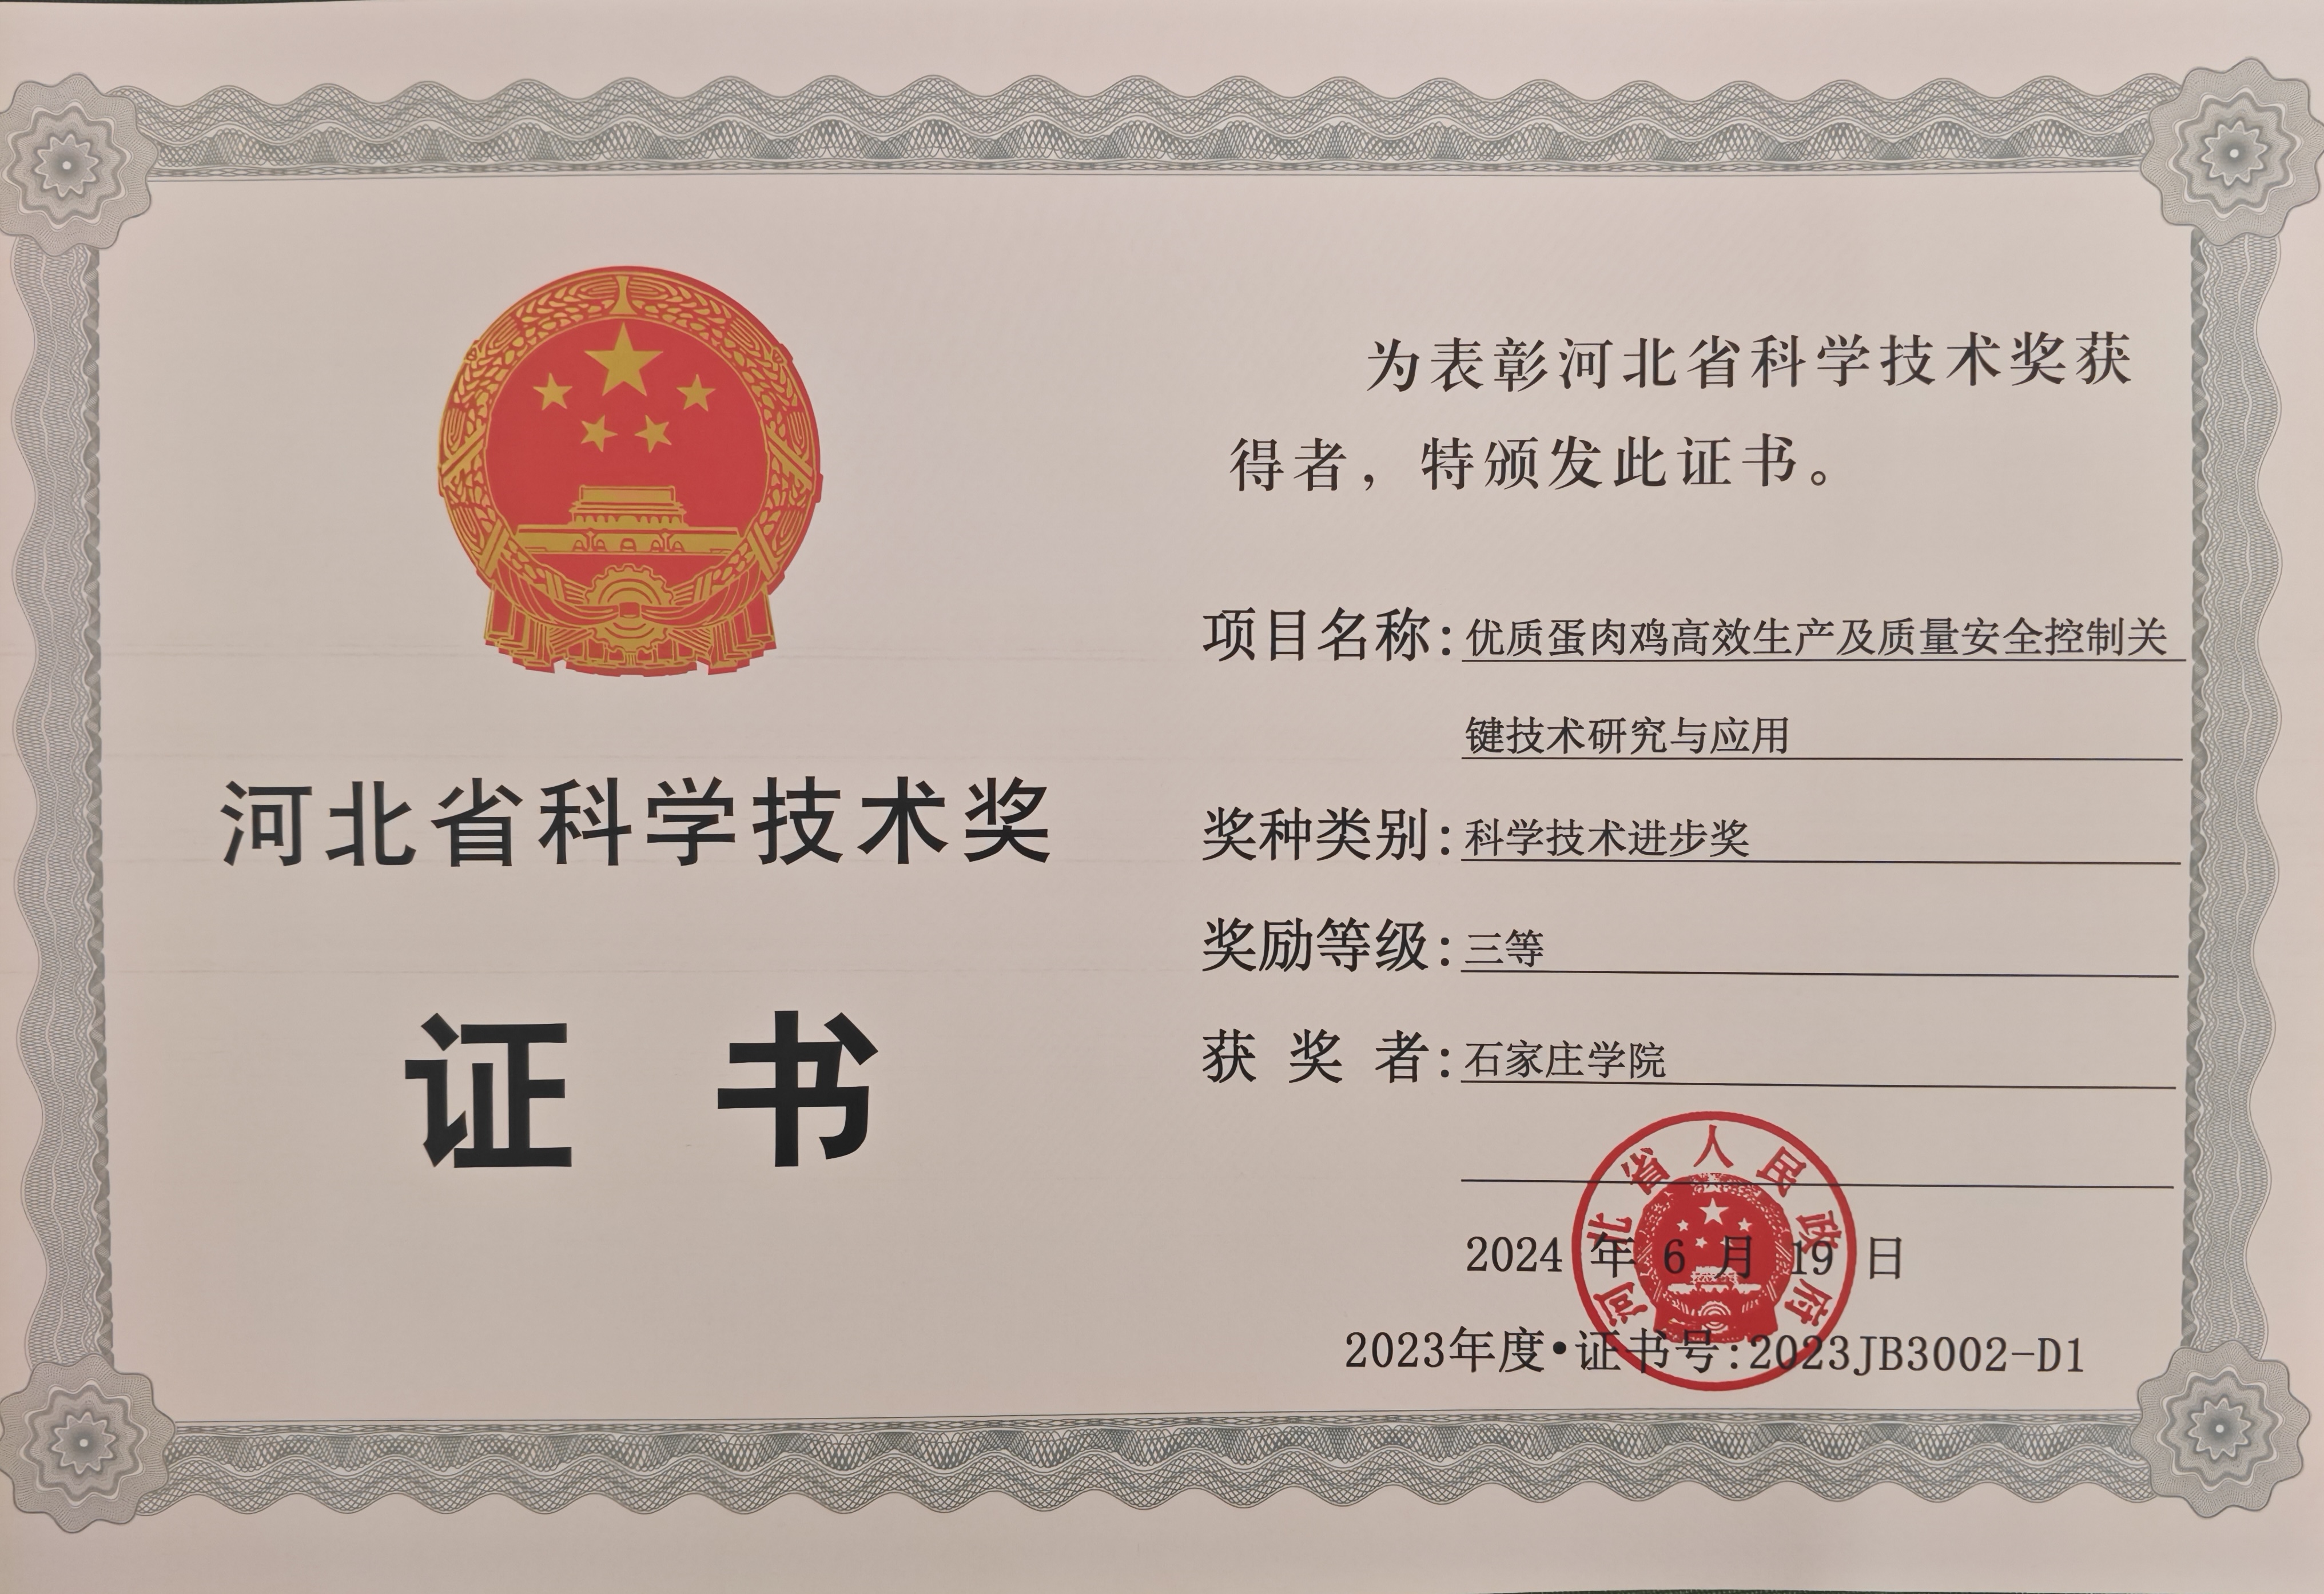 河北省科学技术奖
证书
为表彰河北省科学技术奖获
得者，特颁发此证书。
项目名称：优质蛋肉鸡高效生产及质量安全控制关
键技术研究与应用
奖种类别：科学技术进步奖
奖励等级：三等
获奖者：石家庄学院
河北省人民政府
2024 年 6 月 19 日
2023年度•证书号：2023JB3002-D1